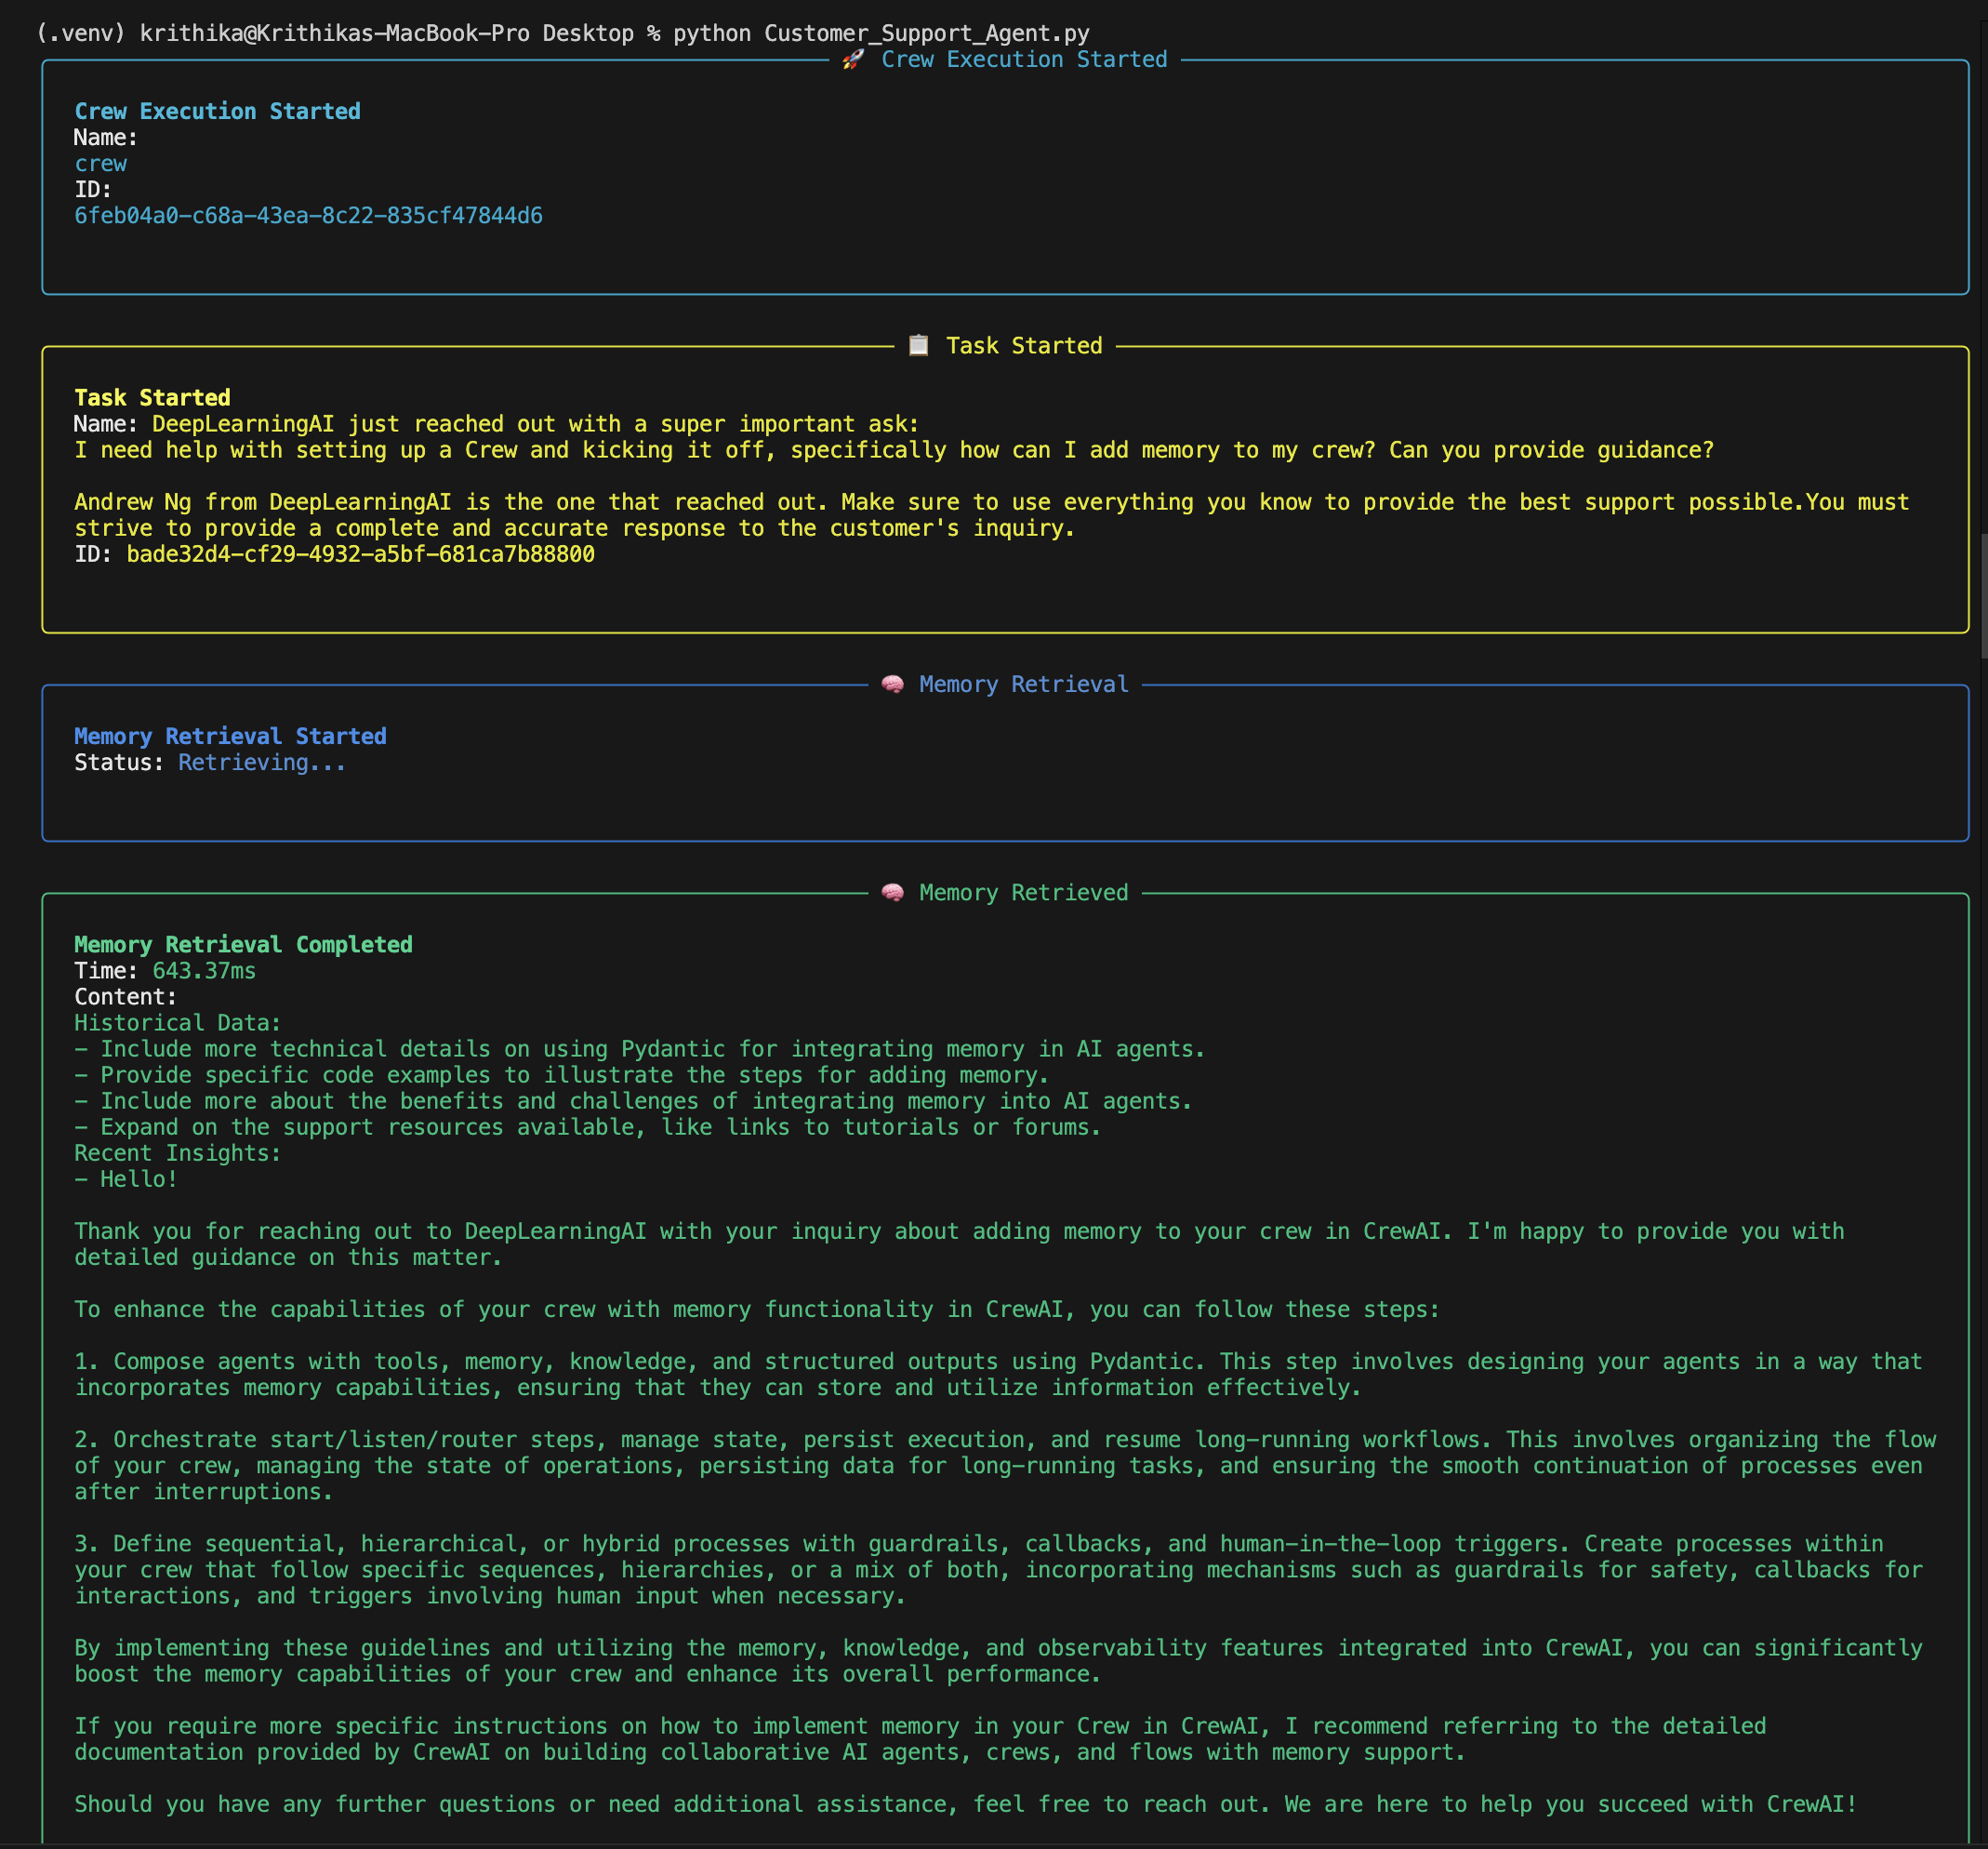 (.venv) krithika@Krithikas-MacBook-Pro Desktop % python Customer_Support_Agent.py
🚀 Crew Execution Started
Crew Execution Started
Name:
crew
ID:
6feb04a0-c68a-43ea-8c22-835cf47844d6
📋 Task Started
Task Started
Name: DeepLearningAI just reached out with a super important ask:
I need help with setting up a Crew and kicking it off, specifically how can I add memory to my crew? Can you provide guidance?
Andrew Ng from DeepLearningAI is the one that reached out. Make sure to use everything you know to provide the best support possible.You must
strive to provide a complete and accurate response to the customer's inquiry.
ID: bade32d4-cf29-4932-a5bf-681ca7b88800
🧠 Memory Retrieval
Memory Retrieval Started
Status: Retrieving...
🧠 Memory Retrieved
Memory Retrieval Completed
Time: 643.37ms
Content:
Historical Data:
- Include more technical details on using Pydantic for integrating memory in AI agents.
- Provide specific code examples to illustrate the steps for adding memory.
- Include more about the benefits and challenges of integrating memory into AI agents.
- Expand on the support resources available, like links to tutorials or forums.
Recent Insights:
- Hello!
Thank you for reaching out to DeepLearningAI with your inquiry about adding memory to your crew in CrewAI. I'm happy to provide you with
detailed guidance on this matter.
To enhance the capabilities of your crew with memory functionality in CrewAI, you can follow these steps:
1. Compose agents with tools, memory, knowledge, and structured outputs using Pydantic. This step involves designing your agents in a way that
incorporates memory capabilities, ensuring that they can store and utilize information effectively.
2. Orchestrate start/listen/router steps, manage state, persist execution, and resume long-running workflows. This involves organizing the flow
of your crew, managing the state of operations, persisting data for long-running tasks, and ensuring the smooth continuation of processes even
after interruptions.
3. Define sequential, hierarchical, or hybrid processes with guardrails, callbacks, and human-in-the-loop triggers. Create processes within
your crew that follow specific sequences, hierarchies, or a mix of both, incorporating mechanisms such as guardrails for safety, callbacks for
interactions, and triggers involving human input when necessary.
By implementing these guidelines and utilizing the memory, knowledge, and observability features integrated into CrewAI, you can significantly
boost the memory capabilities of your crew and enhance its overall performance.
If you require more specific instructions on how to implement memory in your Crew in CrewAI, I recommend referring to the detailed
documentation provided by CrewAI on building collaborative AI agents, crews, and flows with memory support.
Should you have any further questions or need additional assistance, feel free to reach out. We are here to help you succeed with CrewAI!